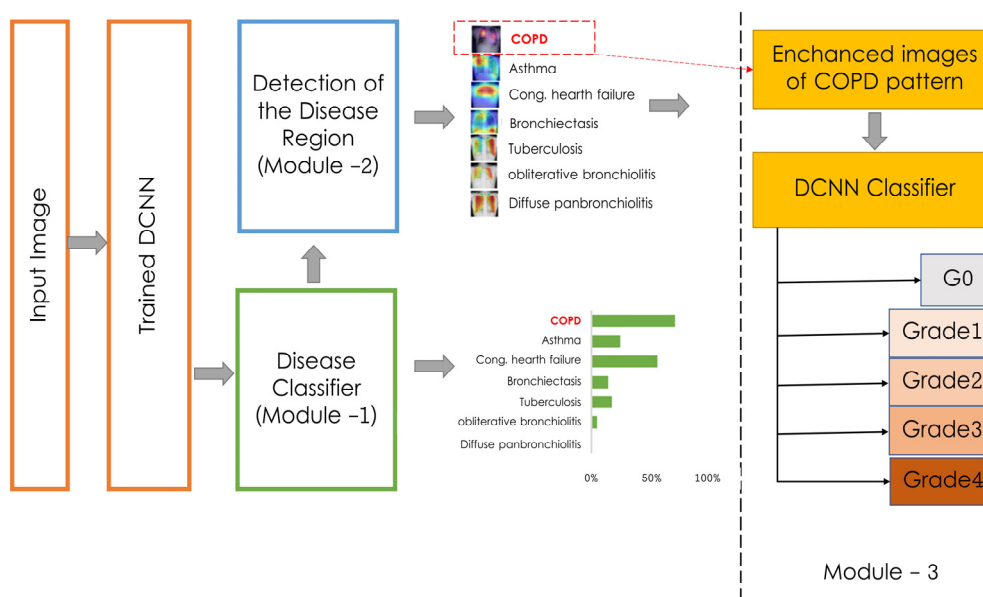 Input Image
Trained DCNN
Detection of
the Disease
Region
(Module -2)
Disease
Classifier
(Module -1)
COPD
Asthma
Cong. hearth failure
Bronchiectasis
Tuberculosis
obliterative bronchiolitis
Diffuse panbronchiolitis
COPD
Asthma
Cong. hearth failure
Bronchiectasis
Tuberculosis
obliterative bronchiolitis
Diffuse panbronchiolitis
0% 50% 100%
Enchanced images
of COPD pattern
DCNN Classifier
G0
Grade1
Grade2
Grade3
Grade4
Module - 3